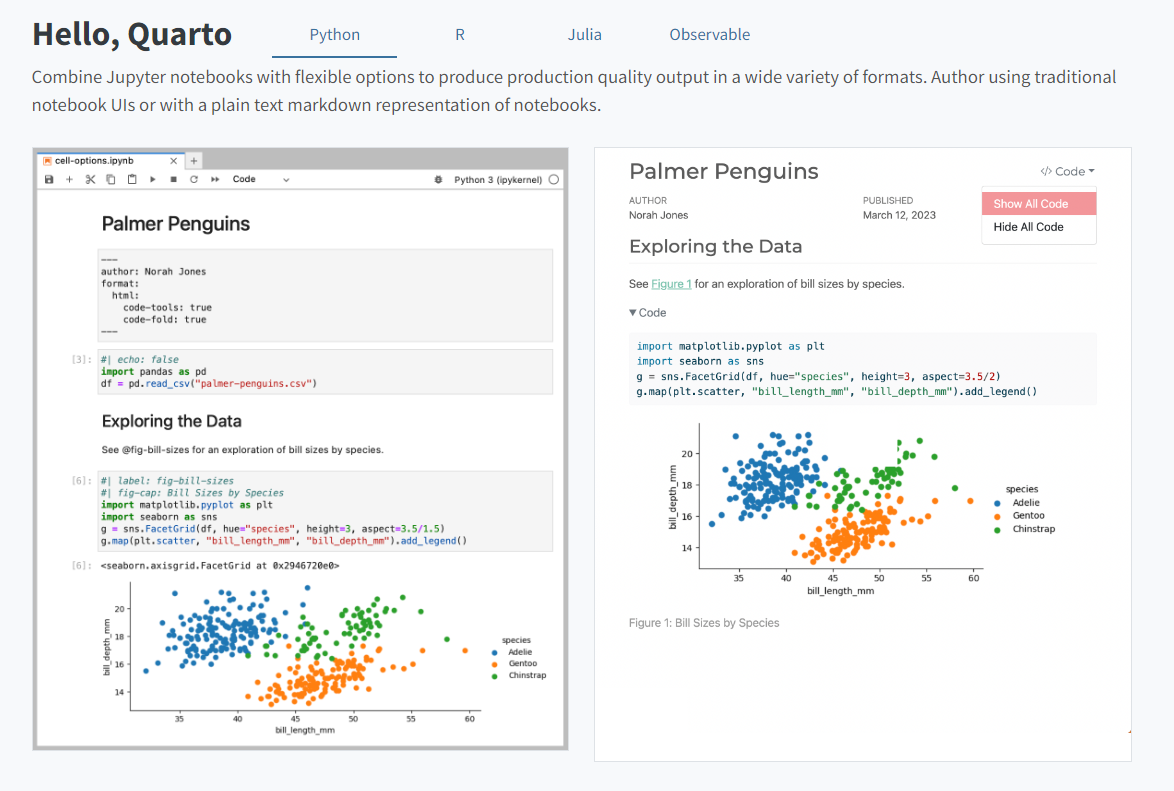 Hello, Quarto
Python
R
Julia
Observable
Combine Jupyter notebooks with flexible options to produce production quality output in a wide variety of formats. Author using traditional
notebook UIs or with a plain text markdown representation of notebooks.
cell-options.ipynb
Code
Python 3 (ipykernel)
Palmer Penguins
---
author: Norah Jones
format:
  html:
    code-tools: true
    code-fold: true
---
[3]: #| echo: false
import pandas as pd
df = pd.read_csv("palmer-penguins.csv")
Exploring the Data
See @fig-bill-sizes for an exploration of bill sizes by species.
[6]: #| label: fig-bill-sizes
#| fig-cap: Bill Sizes by Species
import matplotlib.pyplot as plt
import seaborn as sns
g = sns.FacetGrid(df, hue="species", height=3, aspect=3.5/1.5)
g.map(plt.scatter, "bill_length_mm", "bill_depth_mm").add_legend()
[6]: <seaborn.axisgrid.FacetGrid at 0x2946720e0>
bill_depth_mm
20
18
16
14
35 40 45 50 55 60
bill_length_mm
species
Adelie
Gentoo
Chinstrap
Palmer Penguins
</> Code
Show All Code
Hide All Code
AUTHOR
Norah Jones
PUBLISHED
March 12, 2023
Exploring the Data
See Figure 1 for an exploration of bill sizes by species.
Code
import matplotlib.pyplot as plt
import seaborn as sns
g = sns.FacetGrid(df, hue="species", height=3, aspect=3.5/2)
g.map(plt.scatter, "bill_length_mm", "bill_depth_mm").add_legend()
bill_depth_mm
20
18
16
14
35 40 45 50 55 60
bill_length_mm
species
Adelie
Gentoo
Chinstrap
Figure 1: Bill Sizes by Species